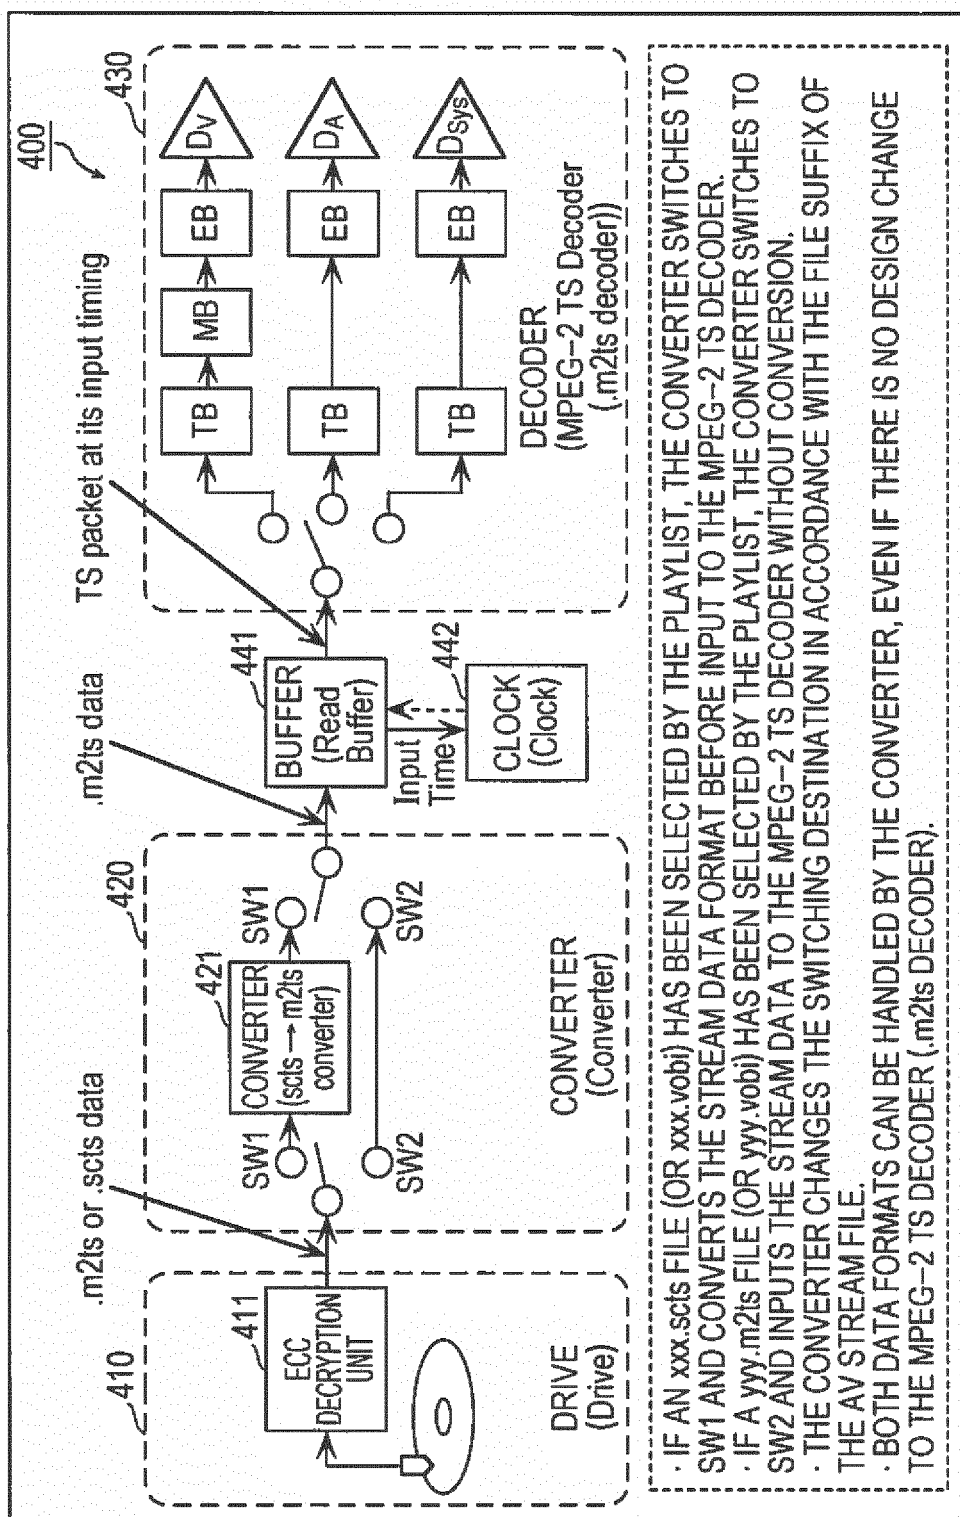 400
.m2ts or .scts data
.m2ts data
TS packet at its input timing
410
411
ECC
DECRYPTION
UNIT
DRIVE
(Drive)
420
421
SW1
CONVERTER
(scts→m2ts
converter)
SW1
SW2
SW2
CONVERTER
(Converter)
441
BUFFER
(Read
Buffer)
Input
Time
442
CLOCK
(Clock)
430
TB
MB
EB
DV
TB
EB
DA
TB
EB
DSys
DECODER
(MPEG-2 TS Decoder
(.m2ts decoder))
· IF AN xxx.scts FILE (OR xxx.vobi) HAS BEEN SELECTED BY THE PLAYLIST, THE CONVERTER SWITCHES TO
SW1 AND CONVERTS THE STREAM DATA FORMAT BEFORE INPUT TO THE MPEG-2 TS DECODER.
· IF A yyy.m2ts FILE (OR yyy.vobi) HAS BEEN SELECTED BY THE PLAYLIST, THE CONVERTER SWITCHES TO
SW2 AND INPUTS THE STREAM DATA TO THE MPEG-2 TS DECODER WITHOUT CONVERSION.
· THE CONVERTER CHANGES THE SWITCHING DESTINATION IN ACCORDANCE WITH THE FILE SUFFIX OF
THE AV STREAM FILE.
· BOTH DATA FORMATS CAN BE HANDLED BY THE CONVERTER, EVEN IF THERE IS NO DESIGN CHANGE
TO THE MPEG-2 TS DECODER (.m2ts DECODER).